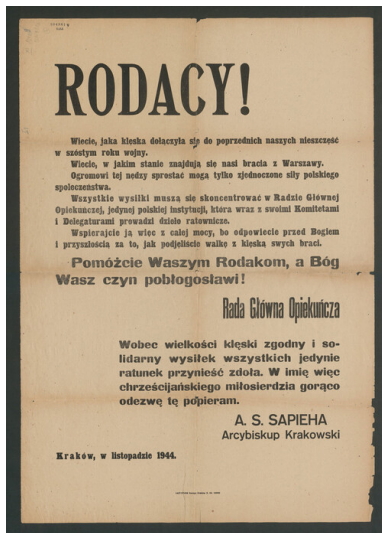 RODACY!
Wiecie, jaka klęska dołączyła się do poprzednich naszych nieszczęść
w szóstym roku wojny.
Wiecie, w jakim stanie znajdują się nasi bracia z Warszawy.
Ogromowi tej nędzy sprostać mogą tylko zjednoczone siły polskiego
społeczeństwa.
Wszystkie wysiłki muszą się skoncentrować w Radzie Głównej
Opiekuńczej, jedynej polskiej instytucji, która wraz z swoimi Komitetami
i Delegaturami prowadzi dzieło ratownicze.
Wspierajcie ją więc z całej mocy, bo odpowiecie przed Bogiem
i przyszłością za to, jak podjęliście walkę z klęską swych braci.
Pomóżcie Waszym Rodakom, a Bóg
Wasz czyn pobłogosławi!
Rada Główna Opiekuńcza
Wobec wielkości klęski zgodny i so-
lidarny wysiłek wszystkich jedynie
ratunek przynieść zdoła. W imię więc
chrześcijańskiego miłosierdzia gorąco
odezwę tę popieram.
A. S. SAPIEHA
Arcybiskup Krakowski
Kraków, w listopadzie 1944.